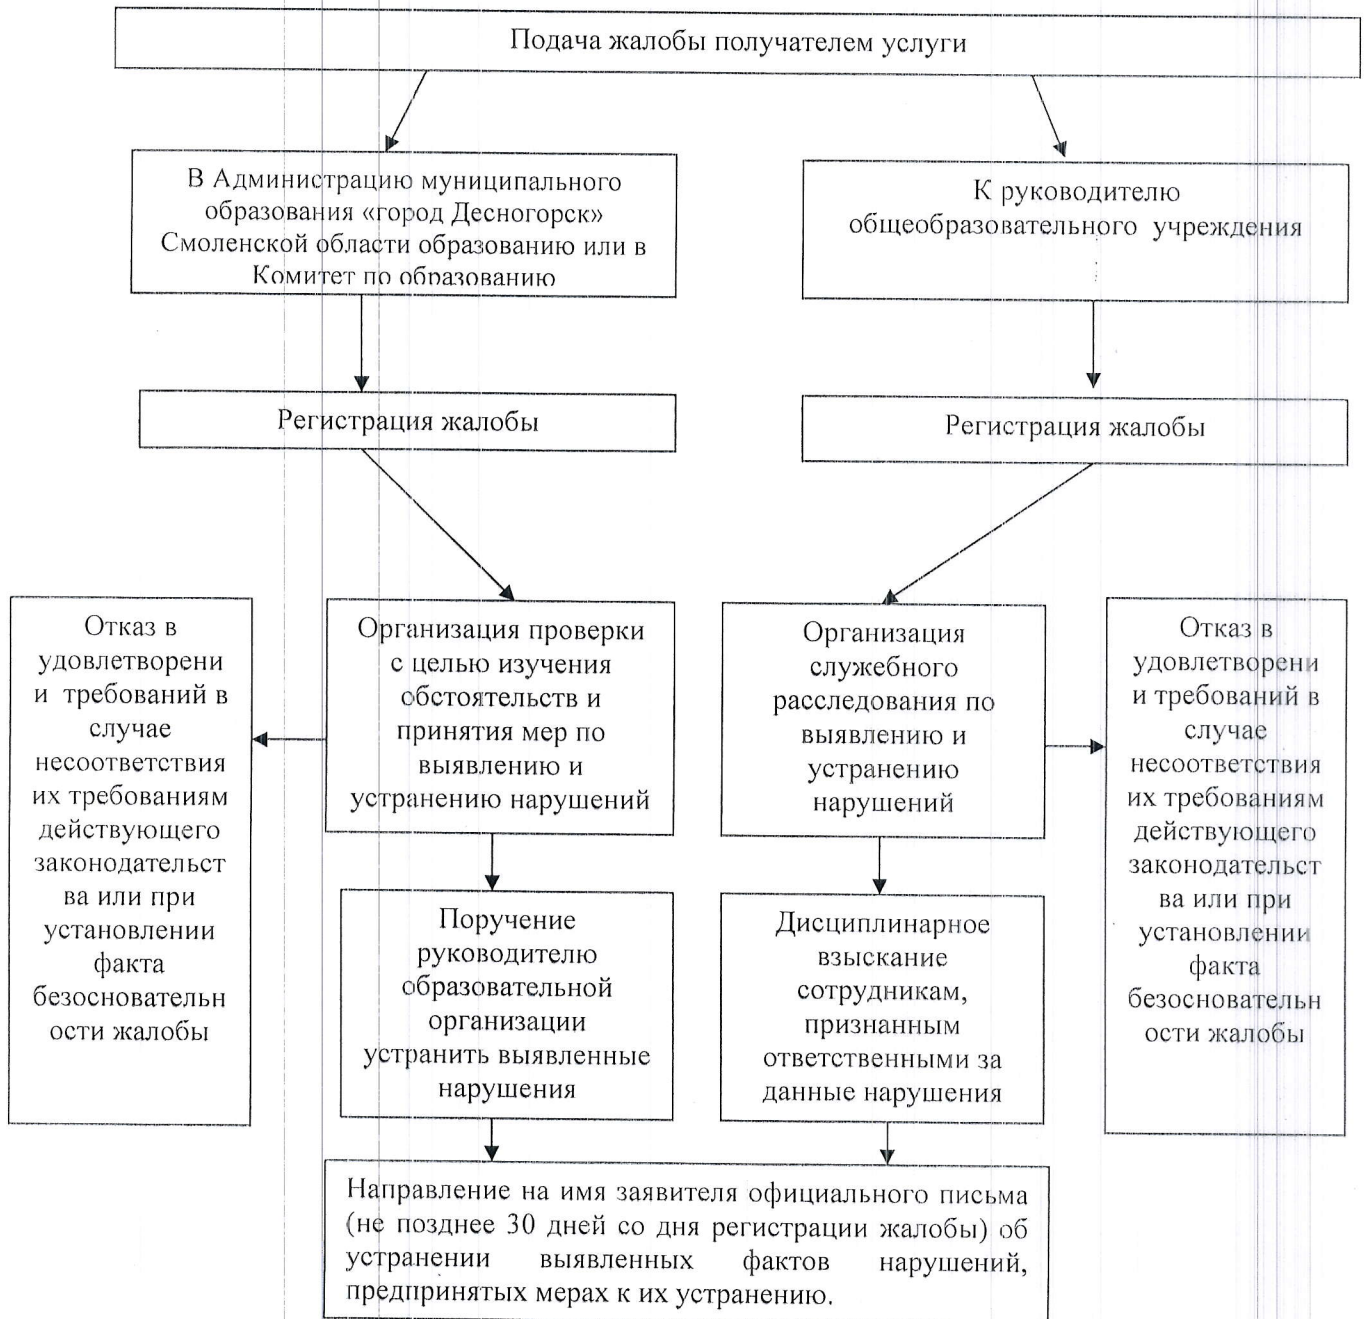 Подача жалобы получателем услуги
В Администрацию муниципального
образования «город Десногорск»
Смоленской области образованию или в
Комитет по образованию
К руководителю
общеобразовательного учреждения
Регистрация жалобы
Регистрация жалобы
Отказ в
удовлетворени
и требований в
случае
несоответствия
их требованиям
действующего
законодательст
ва или при
установлении
факта
безосновательн
ости жалобы
Организация проверки
с целью изучения
обстоятельств и
принятия мер по
выявлению и
устранению нарушений
Организация
служебного
расследования по
выявлению и
устранению
нарушений
Отказ в
удовлетворени
и требований в
случае
несоответствия
их требованиям
действующего
законодательст
ва или при
установлении
факта
безосновательн
ости жалобы
Поручение
руководителю
образовательной
организации
устранить выявленные
нарушения
Дисциплинарное
взыскание
сотрудникам,
признанным
ответственными за
данные нарушения
Направление на имя заявителя официального письма
(не позднее 30 дней со дня регистрации жалобы) об
устранении выявленных фактов нарушений,
предпринятых мерах к их устранению.